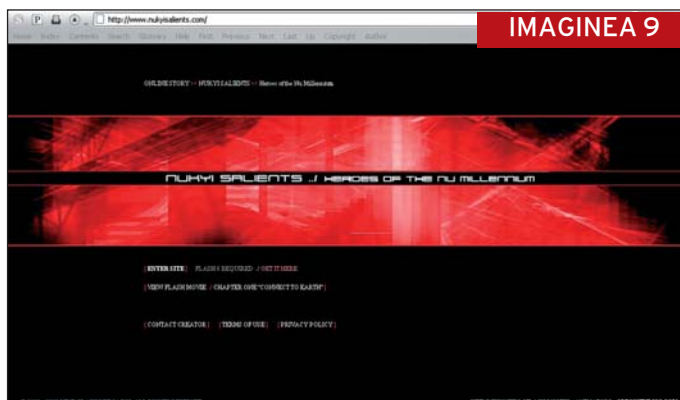 http://www.nukyisalients.com/
IMAGINEA 9
Home Index Contents Search Glossary Help First Previous Next Last Up Copyright Author
ONLINE STORY >> NUKYI SALIENTS >> Heroes of the Nu Millennium
NUKYI SALIENTS ./ HEROES OF THE NU MILLENNIUM
[ ENTER SITE ] FLASH 6 REQUIRED ./ GET IT HERE
[ VIEW FLASH MOVIE ./ CHAPTER ONE "CONNECT TO EARTH" ]
[ CONTACT CREATOR ] [ TERMS OF USE ] [ PRIVACY POLICY ]